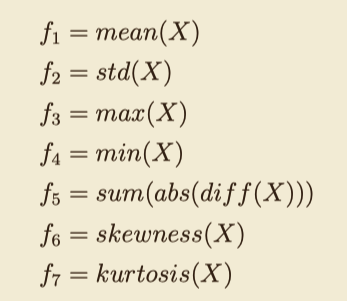 f₁ = mean(X)
f₂ = std(X)
f₃ = max(X)
f₄ = min(X)
f₅ = sum(abs(diff(X)))
f₆ = skewness(X)
f₇ = kurtosis(X)